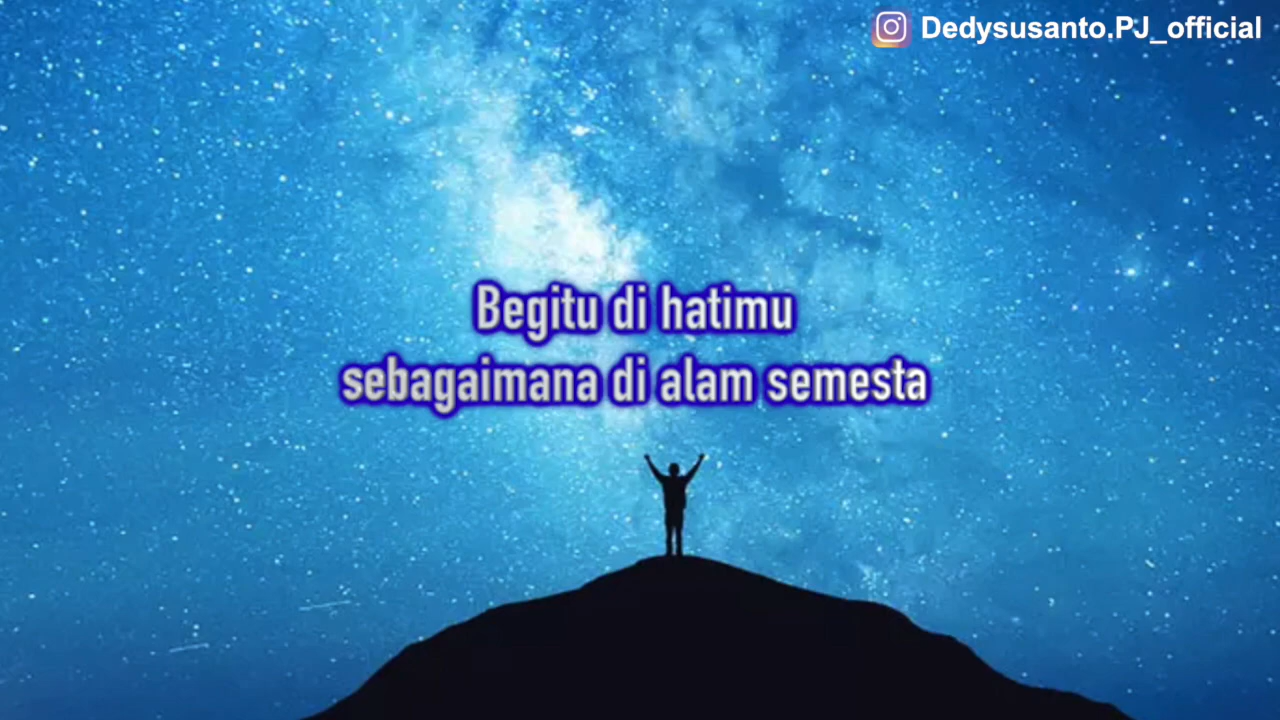 Dedysusanto.PJ_official
Begitu di hatimu
sebagaimana di alam semesta